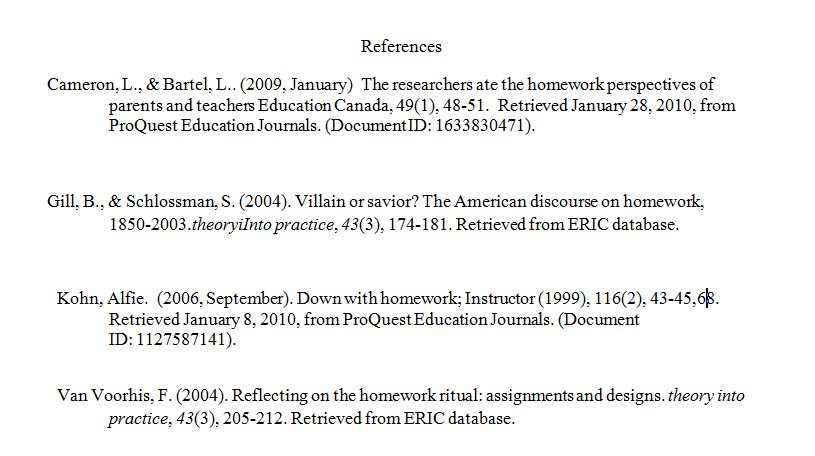 References
Cameron, L., & Bartel, L.. (2009, January)  The researchers ate the homework perspectives of
parents and teachers Education Canada, 49(1), 48-51.  Retrieved January 28, 2010, from
ProQuest Education Journals. (Document ID: 1633830471).
Gill, B., & Schlossman, S. (2004). Villain or savior? The American discourse on homework,
1850-2003.theoryiInto practice, 43(3), 174-181. Retrieved from ERIC database.
Kohn, Alfie.  (2006, September). Down with homework; Instructor (1999), 116(2), 43-45,68.
Retrieved January 8, 2010, from ProQuest Education Journals. (Document
ID: 1127587141).
Van Voorhis, F. (2004). Reflecting on the homework ritual: assignments and designs. theory into
practice, 43(3), 205-212. Retrieved from ERIC database.